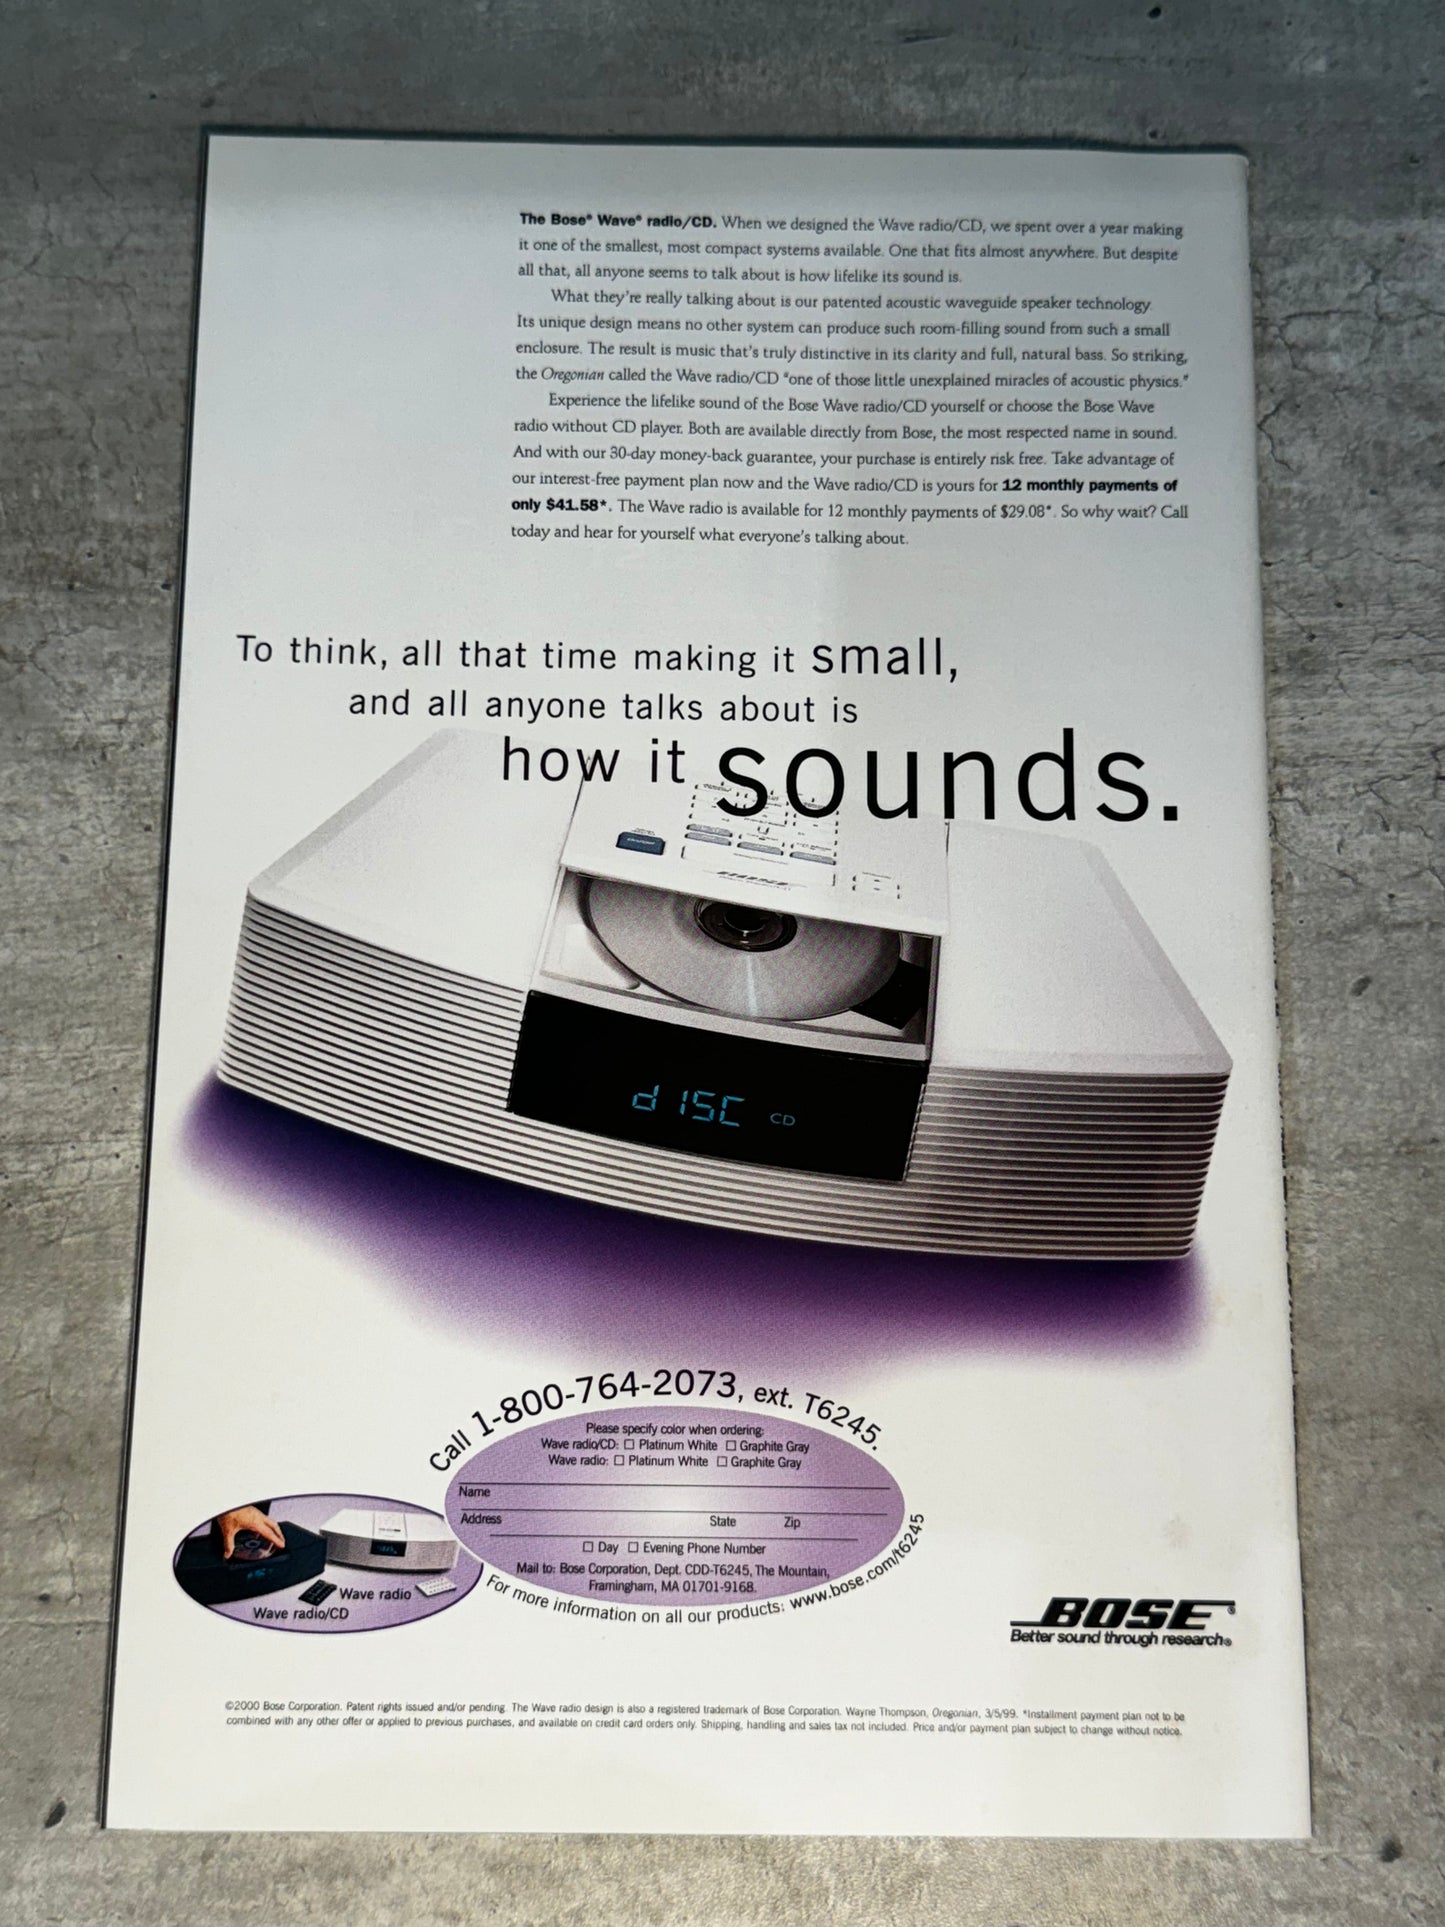 The Bose® Wave® radio/CD. When we designed the Wave radio/CD, we spent over a year making
it one of the smallest, most compact systems available. One that fits almost anywhere. But despite
all that, all anyone seems to talk about is how lifelike its sound is.
What they're really talking about is our patented acoustic waveguide speaker technology.
Its unique design means no other system can produce such room-filling sound from such a small
enclosure. The result is music that's truly distinctive in its clarity and full, natural bass. So striking,
the Oregonian called the Wave radio/CD "one of those little unexplained miracles of acoustic physics."
Experience the lifelike sound of the Bose Wave radio/CD yourself or choose the Bose Wave
radio without CD player. Both are available directly from Bose, the most respected name in sound.
And with our 30-day money-back guarantee, your purchase is entirely risk free. Take advantage of
our interest-free payment plan now and the Wave radio/CD is yours for 12 monthly payments of
only $41.58*. The Wave radio is available for 12 monthly payments of $29.08*. So why wait? Call
today and hear for yourself what everyone's talking about.
To think, all that time making it small,
and all anyone talks about is
how it sounds.
BOSE
dISC CD
Call 1-800-764-2073, ext. T6245.
Please specify color when ordering:
Wave radio/CD: ☐ Platinum White ☐ Graphite Gray
Wave radio: ☐ Platinum White ☐ Graphite Gray
Name
Address State Zip
☐ Day ☐ Evening Phone Number
Mail to: Bose Corporation, Dept. CDD-T6245, The Mountain,
Framingham, MA 01701-9168.
For more information on all our products: www.bose.com/t6245
Wave radio
Wave radio/CD
BOSE®
Better sound through research®
©2000 Bose Corporation. Patent rights issued and/or pending. The Wave radio design is also a registered trademark of Bose Corporation. Wayne Thompson, Oregonian, 3/5/99. *Installment payment plan not to be
combined with any other offer or applied to previous purchases, and available on credit card orders only. Shipping, handling and sales tax not included. Price and/or payment plan subject to change without notice.